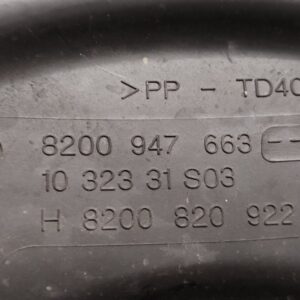 >PP - TD40
8200 947 663 --
10 323 31 S03
H 8200 820 922